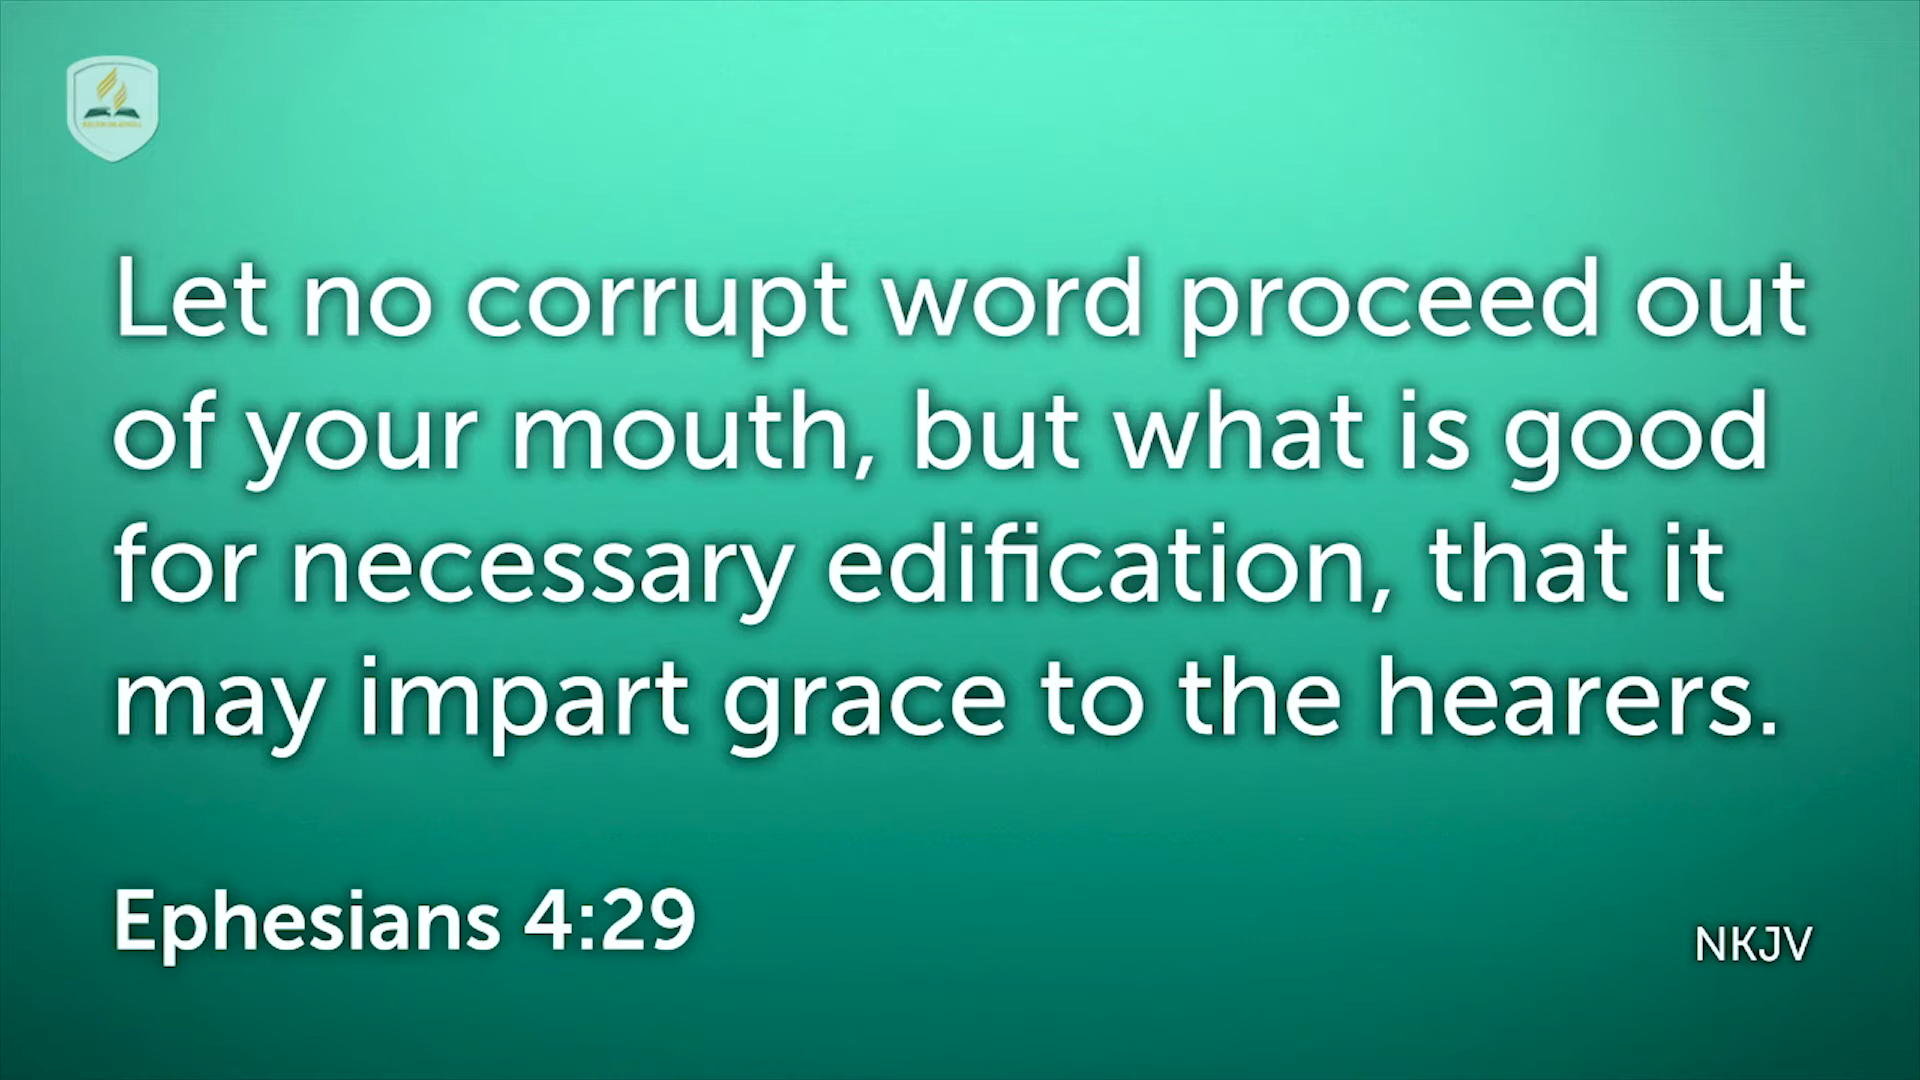 Let no corrupt word proceed out
of your mouth, but what is good
for necessary edification, that it
may impart grace to the hearers.
Ephesians 4:29
NKJV